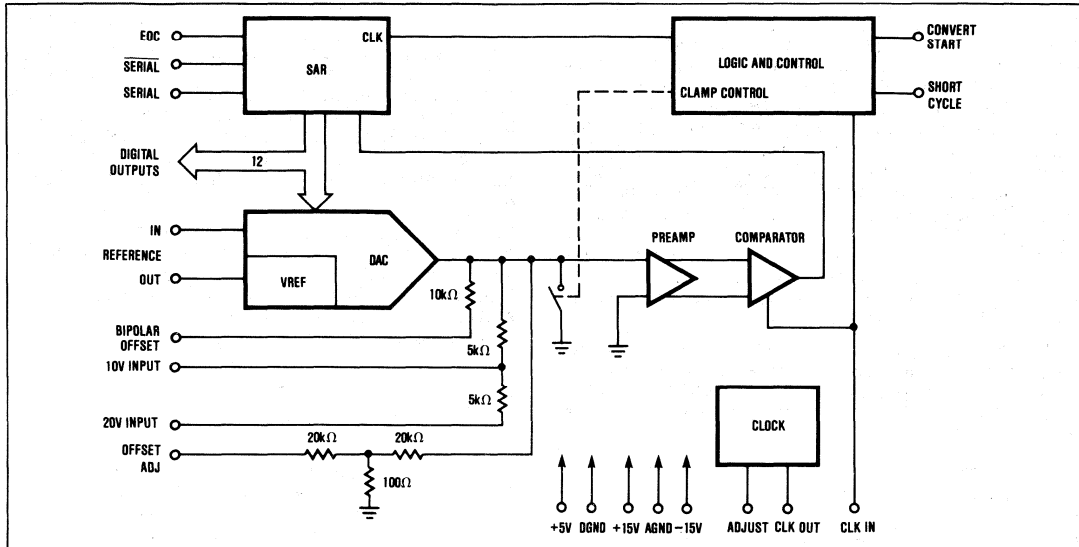 EOC
SERIAL
SERIAL
CLK
SAR
LOGIC AND CONTROL
CLAMP CONTROL
CONVERT
START
SHORT
CYCLE
DIGITAL
OUTPUTS
12
IN
REFERENCE
OUT
DAC
VREF
PREAMP
COMPARATOR
10kΩ
BIPOLAR
OFFSET
5kΩ
10V INPUT
5kΩ
20V INPUT
OFFSET
ADJ
20kΩ
20kΩ
100Ω
CLOCK
+5V DGND +15V AGND -15V ADJUST CLK OUT CLK IN